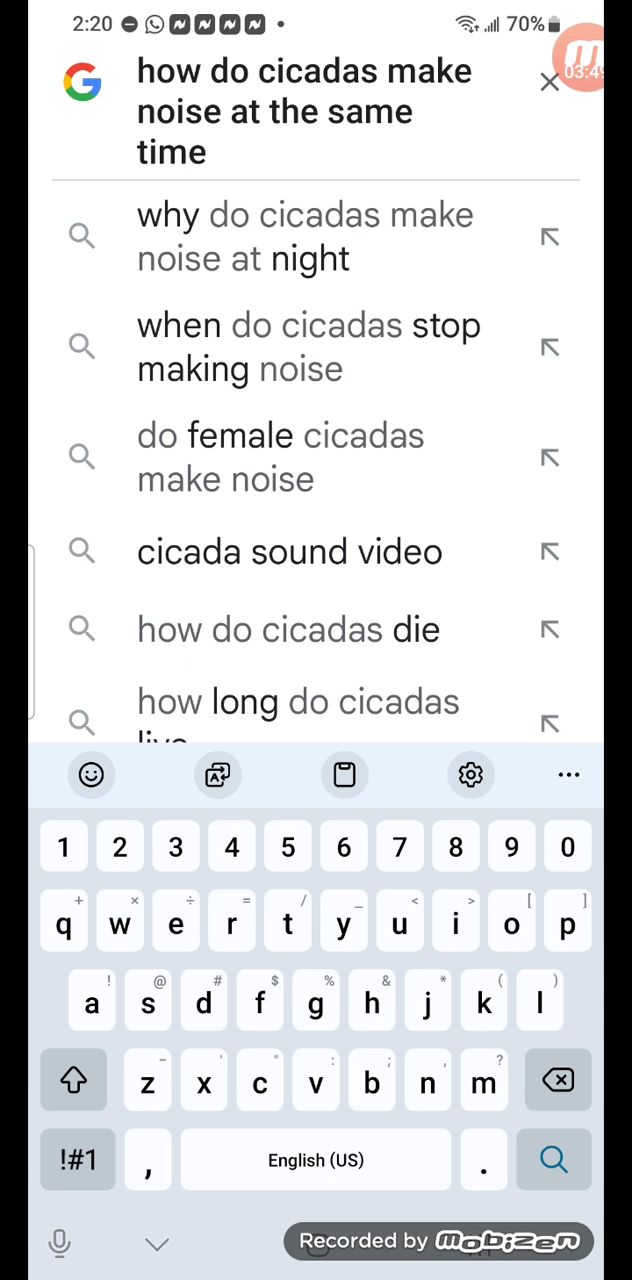 2:20
70%
03:49
how do cicadas make
noise at the same
time
why do cicadas make
noise at night
when do cicadas stop
making noise
do female cicadas
make noise
cicada sound video
how do cicadas die
how long do cicadas
live
1 2 3 4 5 6 7 8 9 0
+ × ÷ = / _ < > [ ]
q w e r t y u i o p
! @ # $ % & * ( )
a s d f g h j k l
- ' " : ; , ?
z x c v b n m
!#1 , English (US) .
Recorded by mobizen